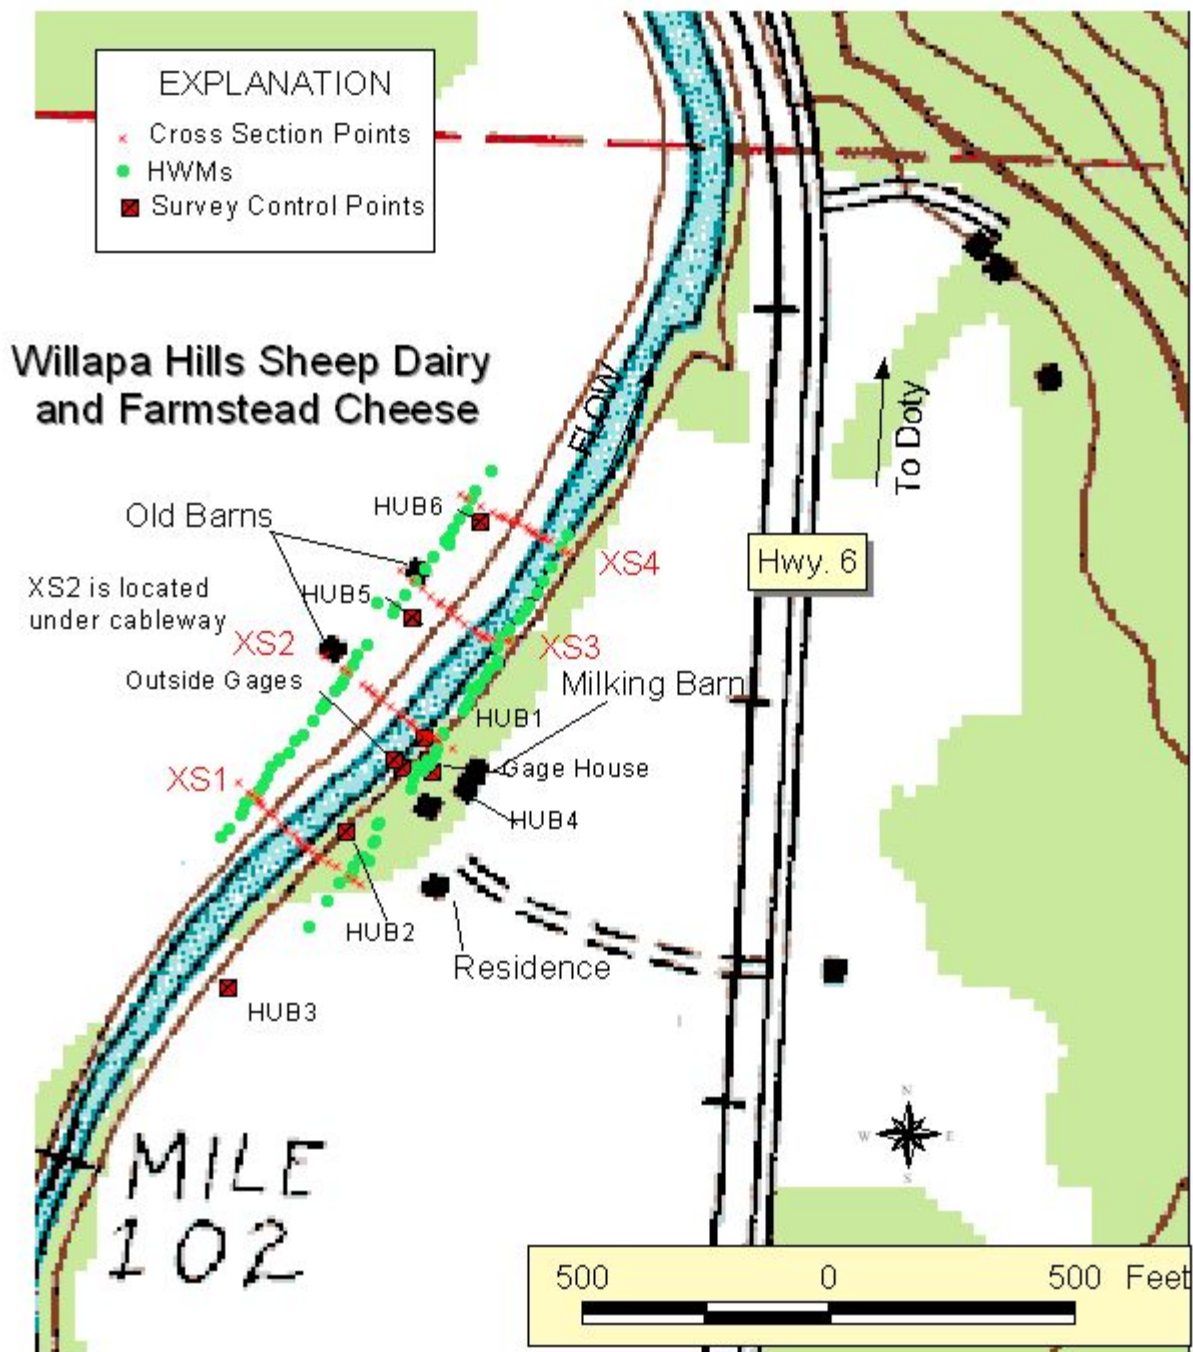 EXPLANATION
Cross Section Points
HWMs
Survey Control Points
Willapa Hills Sheep Dairy
and Farmstead Cheese
FLOW
To Doty
Old Barns
HUB6
XS4
Hwy. 6
XS2 is located
under cableway
HUB5
XS2
XS3
Outside Gages
Milking Barn
HUB1
XS1
Gage House
HUB4
HUB2
Residence
HUB3
N
W E
S
MILE
102
500 0 500 Feet